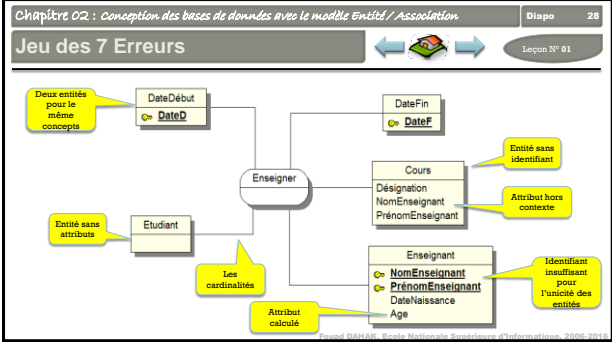 Chapitre 02 : Conception des bases de données avec le modèle Entité / Association
Diapo 28
Jeu des 7 Erreurs
Leçon N° 01
Deux entités
pour le
même
concepts
DateDébut
DateD
DateFin
DateF
Entité sans
identifiant
Enseigner
Cours
Désignation
NomEnseignant
PrénomEnseignant
Attribut hors
contexte
Entité sans
attributs
Etudiant
Les
cardinalités
Enseignant
NomEnseignant
PrénomEnseignant
DateNaissance
Age
Identifiant
insuffisant
pour
l'unicité des
entités
Attribut
calculé
Fouad DAHAK, Ecole Nationale Supérieure d'Informatique, 2006-2016